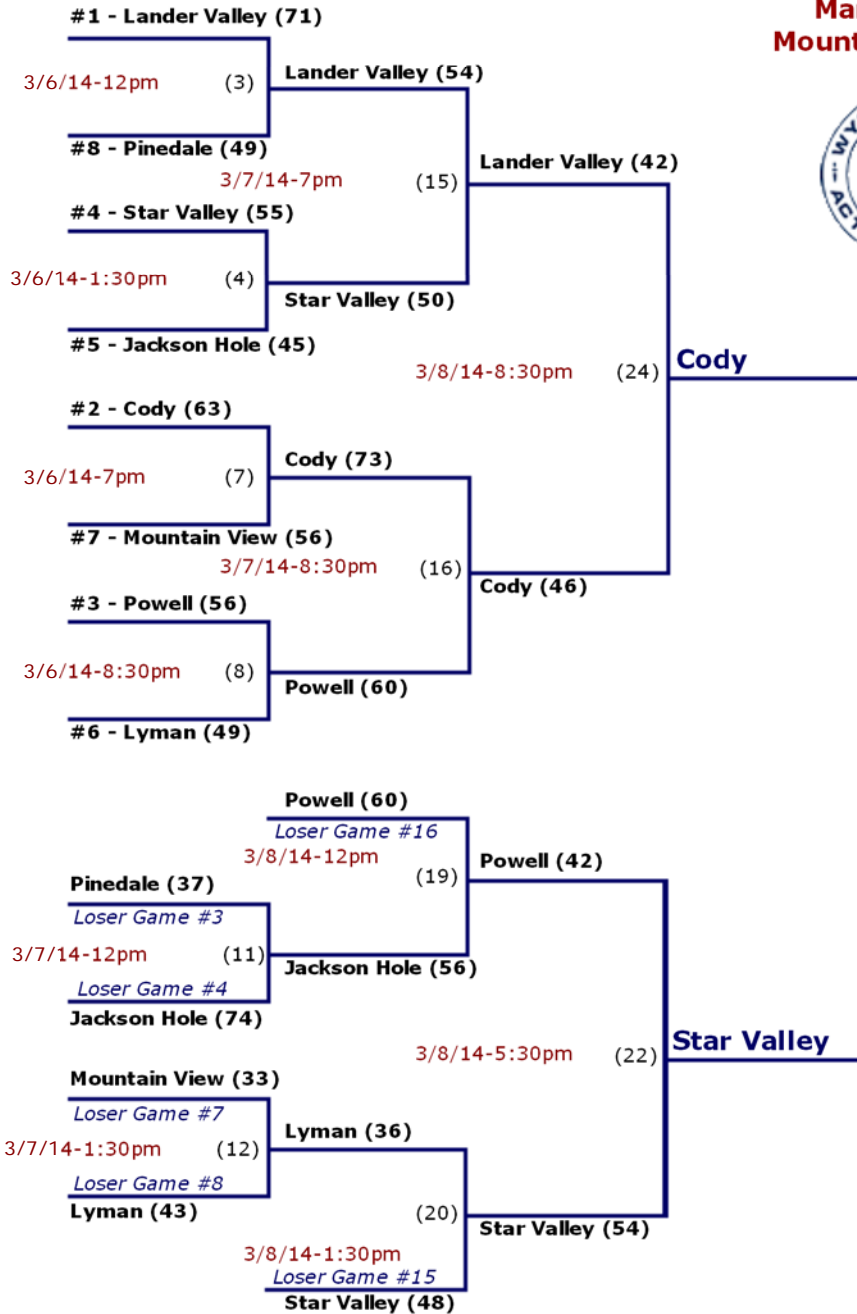 Mar
Mount
#1 - Lander Valley (71)
3/6/14-12pm (3)
Lander Valley (54)
#8 - Pinedale (49)
3/7/14-7pm (15)
Lander Valley (42)
#4 - Star Valley (55)
3/6/14-1:30pm (4)
Star Valley (50)
#5 - Jackson Hole (45)
3/8/14-8:30pm (24)
Cody
#2 - Cody (63)
Cody (73)
3/6/14-7pm (7)
#7 - Mountain View (56)
3/7/14-8:30pm (16)
Cody (46)
#3 - Powell (56)
3/6/14-8:30pm (8)
Powell (60)
#6 - Lyman (49)
Powell (60)
Loser Game #16
3/8/14-12pm
(19)
Powell (42)
Pinedale (37)
Loser Game #3
3/7/14-12pm (11)
Jackson Hole (56)
Loser Game #4
Jackson Hole (74)
3/8/14-5:30pm (22)
Star Valley
Mountain View (33)
Loser Game #7
Lyman (36)
3/7/14-1:30pm (12)
Loser Game #8
Lyman (43)
(20)
Star Valley (54)
3/8/14-1:30pm
Loser Game #15
Star Valley (48)
WY
ACT